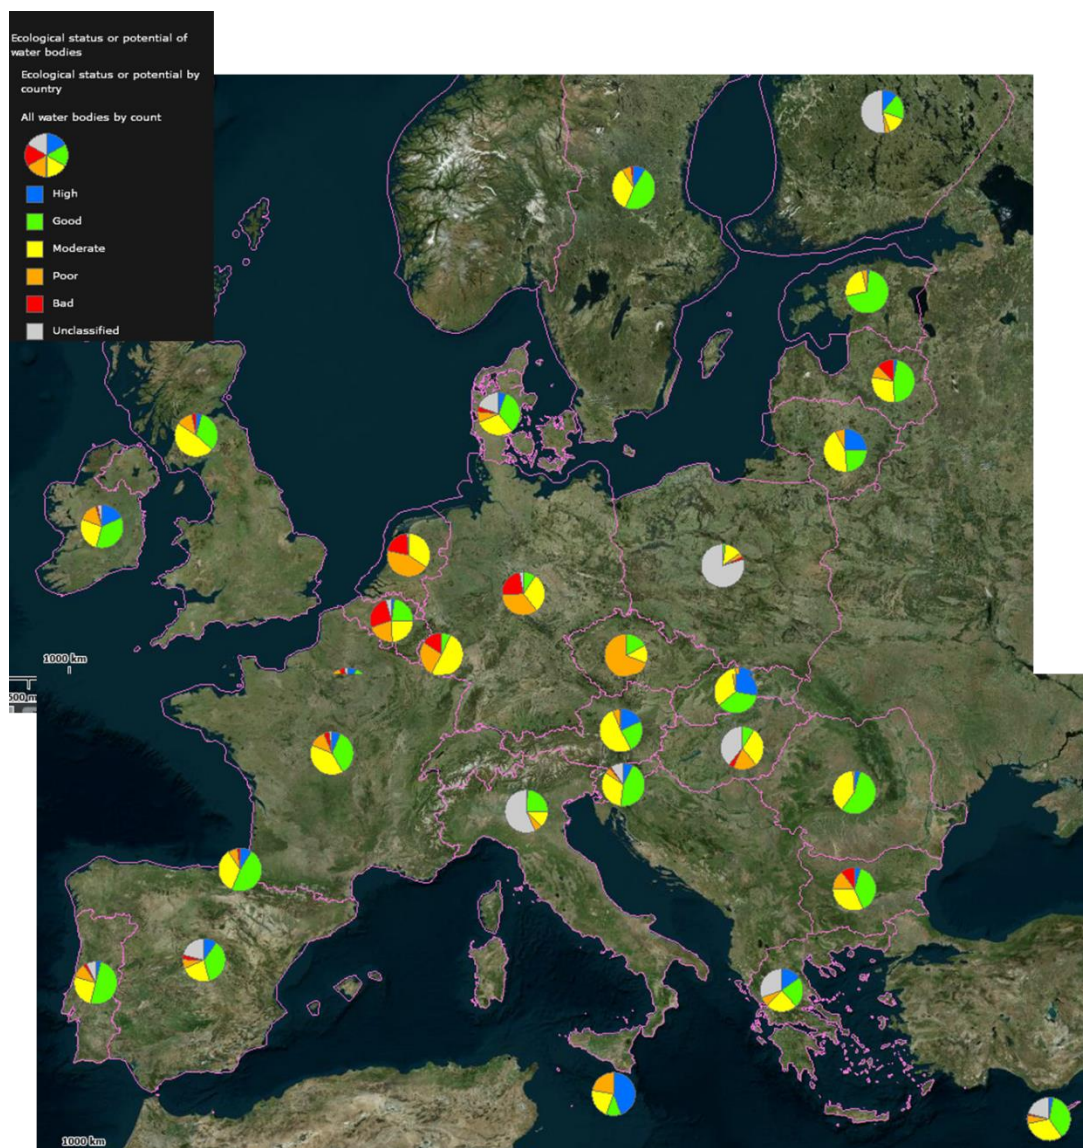 Ecological status or potential of
water bodies
Ecological status or potential by
country
All water bodies by count
High
Good
Moderate
Poor
Bad
Unclassified
1000 km
500 m
1000 km